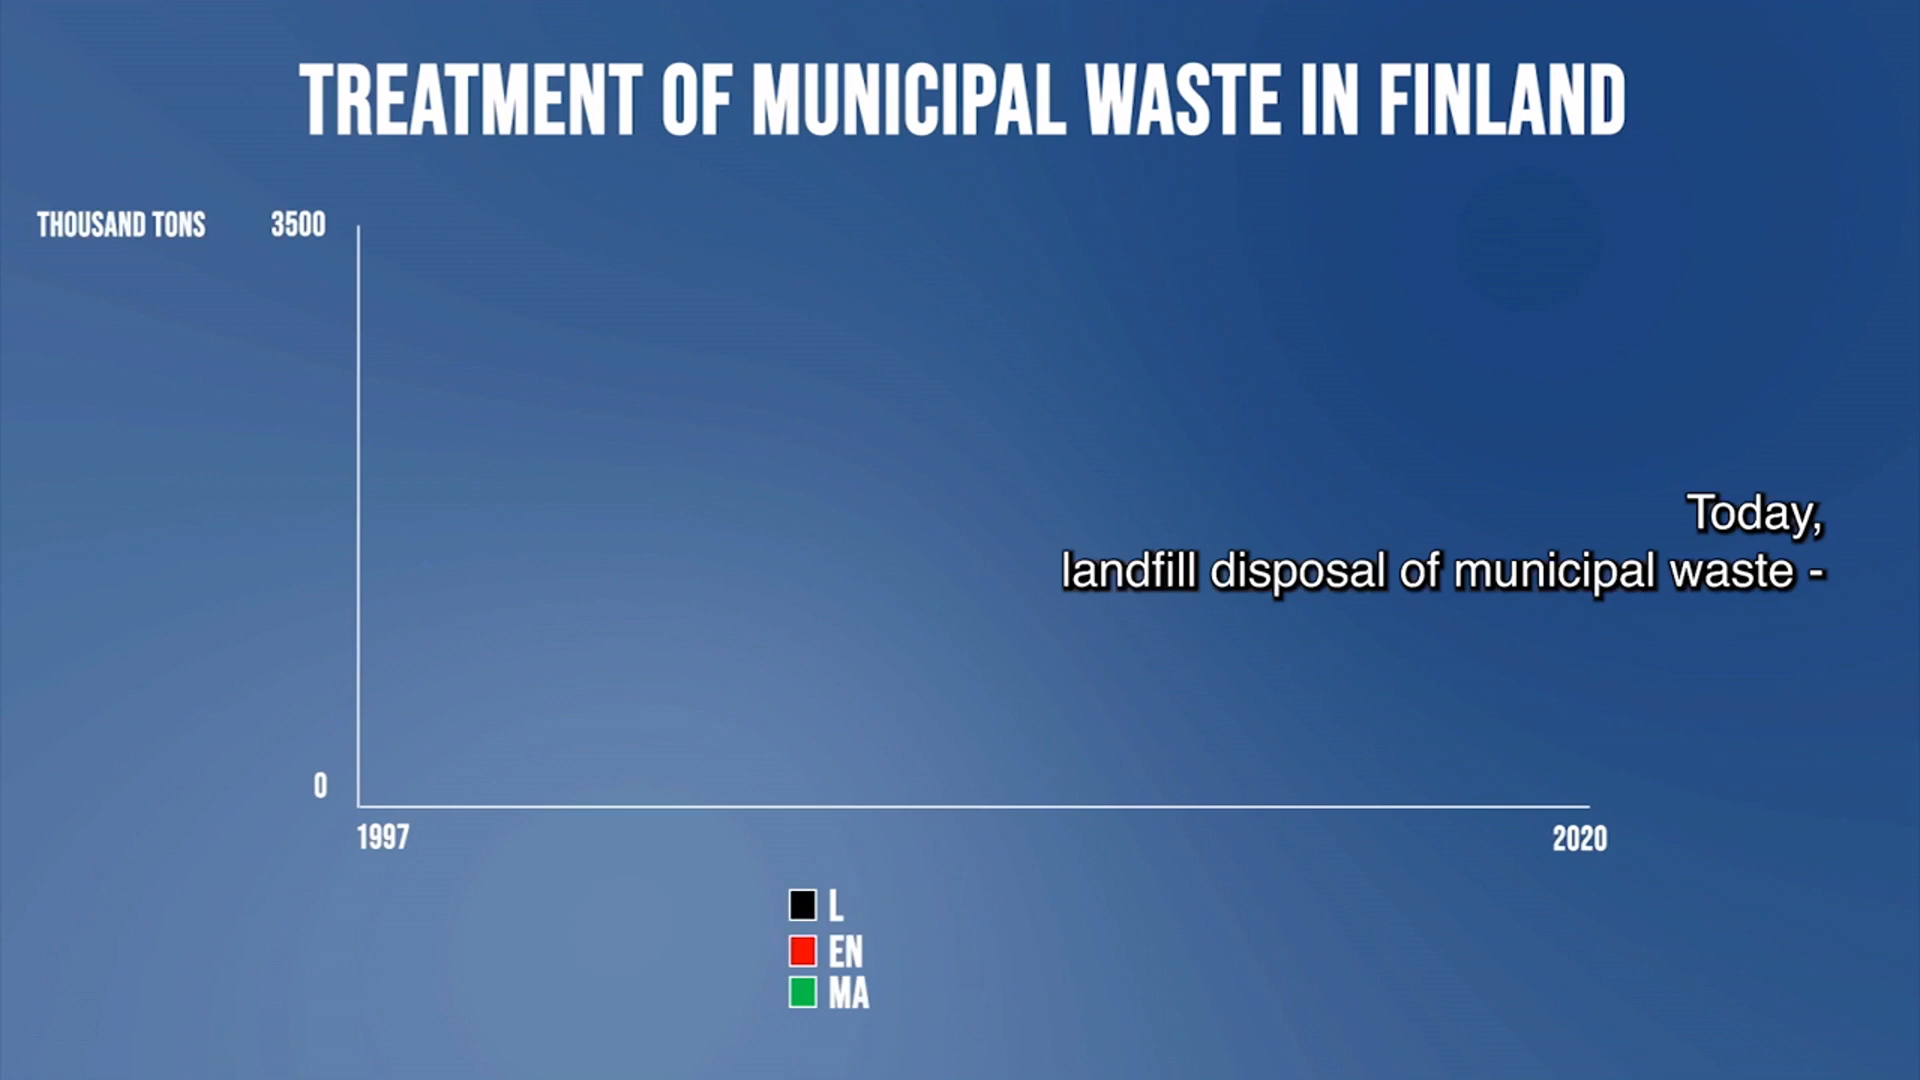 TREATMENT OF MUNICIPAL WASTE IN FINLAND
THOUSAND TONS 3500
Today,
landfill disposal of municipal waste -
0
1997 2020
L
EN
MA